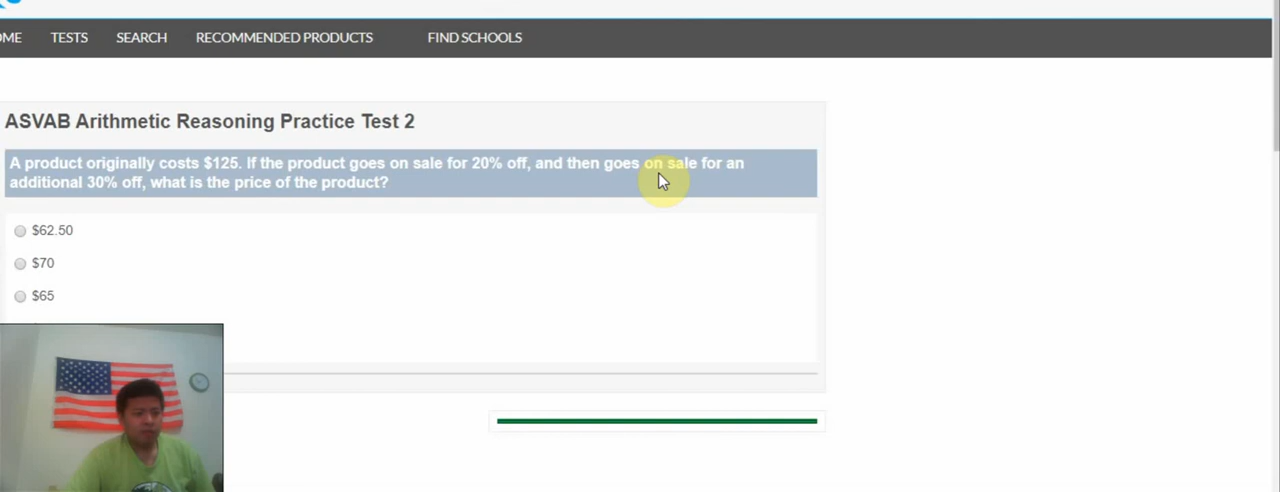 OME TESTS SEARCH RECOMMENDED PRODUCTS FIND SCHOOLS
ASVAB Arithmetic Reasoning Practice Test 2
A product originally costs $125. If the product goes on sale for 20% off, and then goes on sale for an
additional 30% off, what is the price of the product?
$62.50
$70
$65